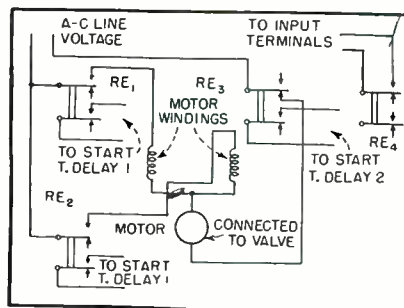 A-C LINE
VOLTAGE
TO INPUT
TERMINALS
RE1
RE3
MOTOR
WINDINGS
RE4
TO START
T. DELAY 1
TO START
T. DELAY 2
RE2
MOTOR
CONNECTED
TO VALVE
TO START
T. DELAY 1